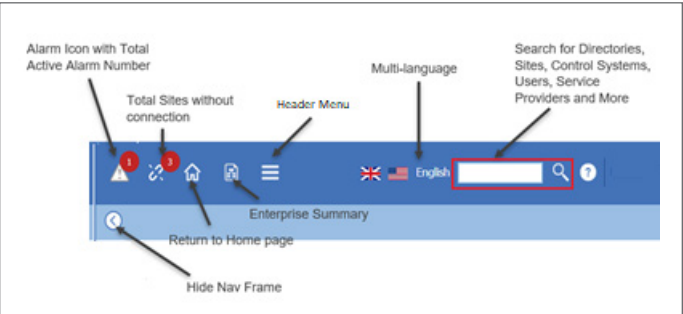 Alarm Icon with Total
Active Alarm Number
Total Sites without
connection
Header Menu
Multi-language
Search for Directories,
Sites, Control Systems,
Users, Service
Providers and More
1
3
English
?
Enterprise Summary
Return to Home page
Hide Nav Frame